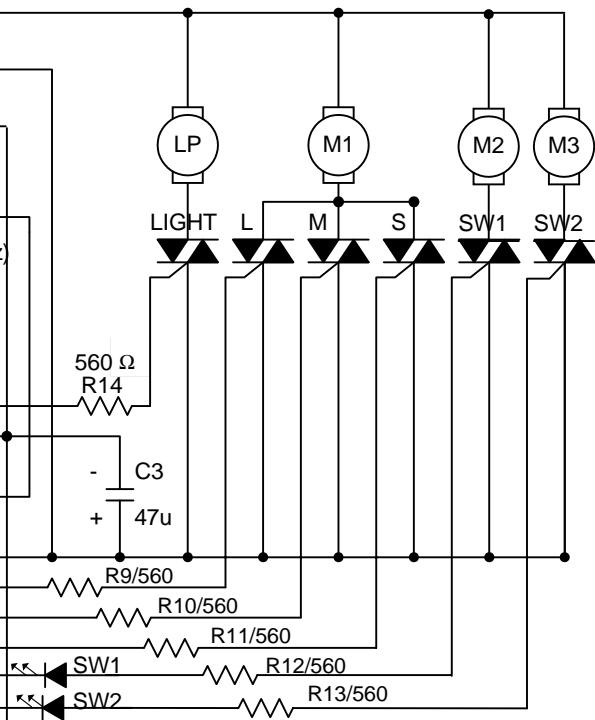 LP M1 M2 M3
LIGHT L M S SW1 SW2
z)
560 Ω
R14
- C3
+ 47u
R9/560
R10/560
R11/560
SW1 R12/560
SW2 R13/560